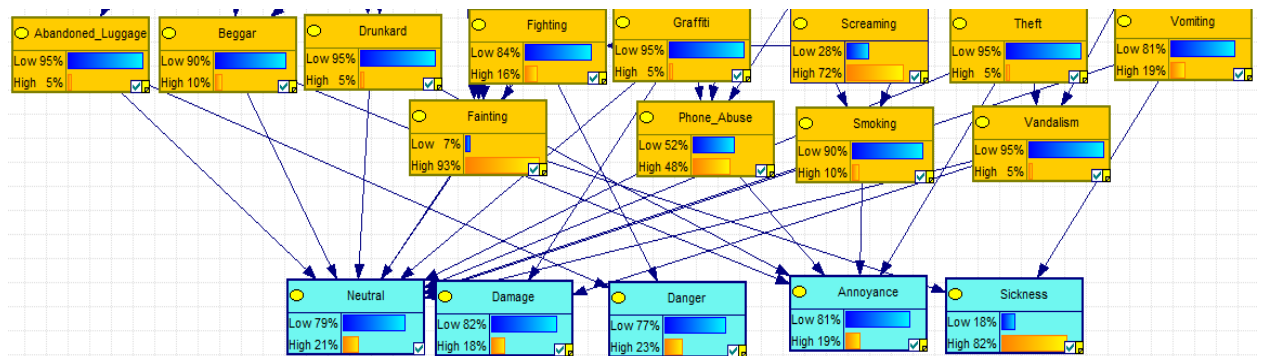 Abandoned_Luggage
Low 95%
High 5%
Beggar
Low 90%
High 10%
Drunkard
Low 95%
High 5%
Fighting
Low 84%
High 16%
Graffiti
Low 95%
High 5%
Screaming
Low 28%
High 72%
Theft
Low 95%
High 5%
Vomiting
Low 81%
High 19%
Fainting
Low 7%
High 93%
Phone_Abuse
Low 52%
High 48%
Smoking
Low 90%
High 10%
Vandalism
Low 95%
High 5%
Neutral
Low 79%
High 21%
Damage
Low 82%
High 18%
Danger
Low 77%
High 23%
Annoyance
Low 81%
High 19%
Sickness
Low 18%
High 82%